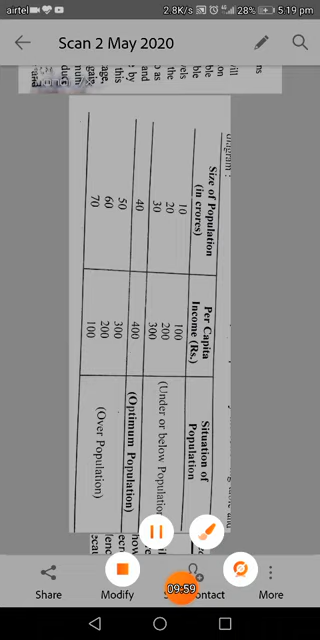 airtel 2.8K/s 28% 5:19 pm
Scan 2 May 2020
diagram :
Size of Population (in crores) Per Capita Income (Rs.) Situation of Population
10 100
20 200 (Under or below Population
30 300
40 400 (Optimum Population)
50 300
60 200 (Over Population)
70 100
09:59
Share Modify ontact More